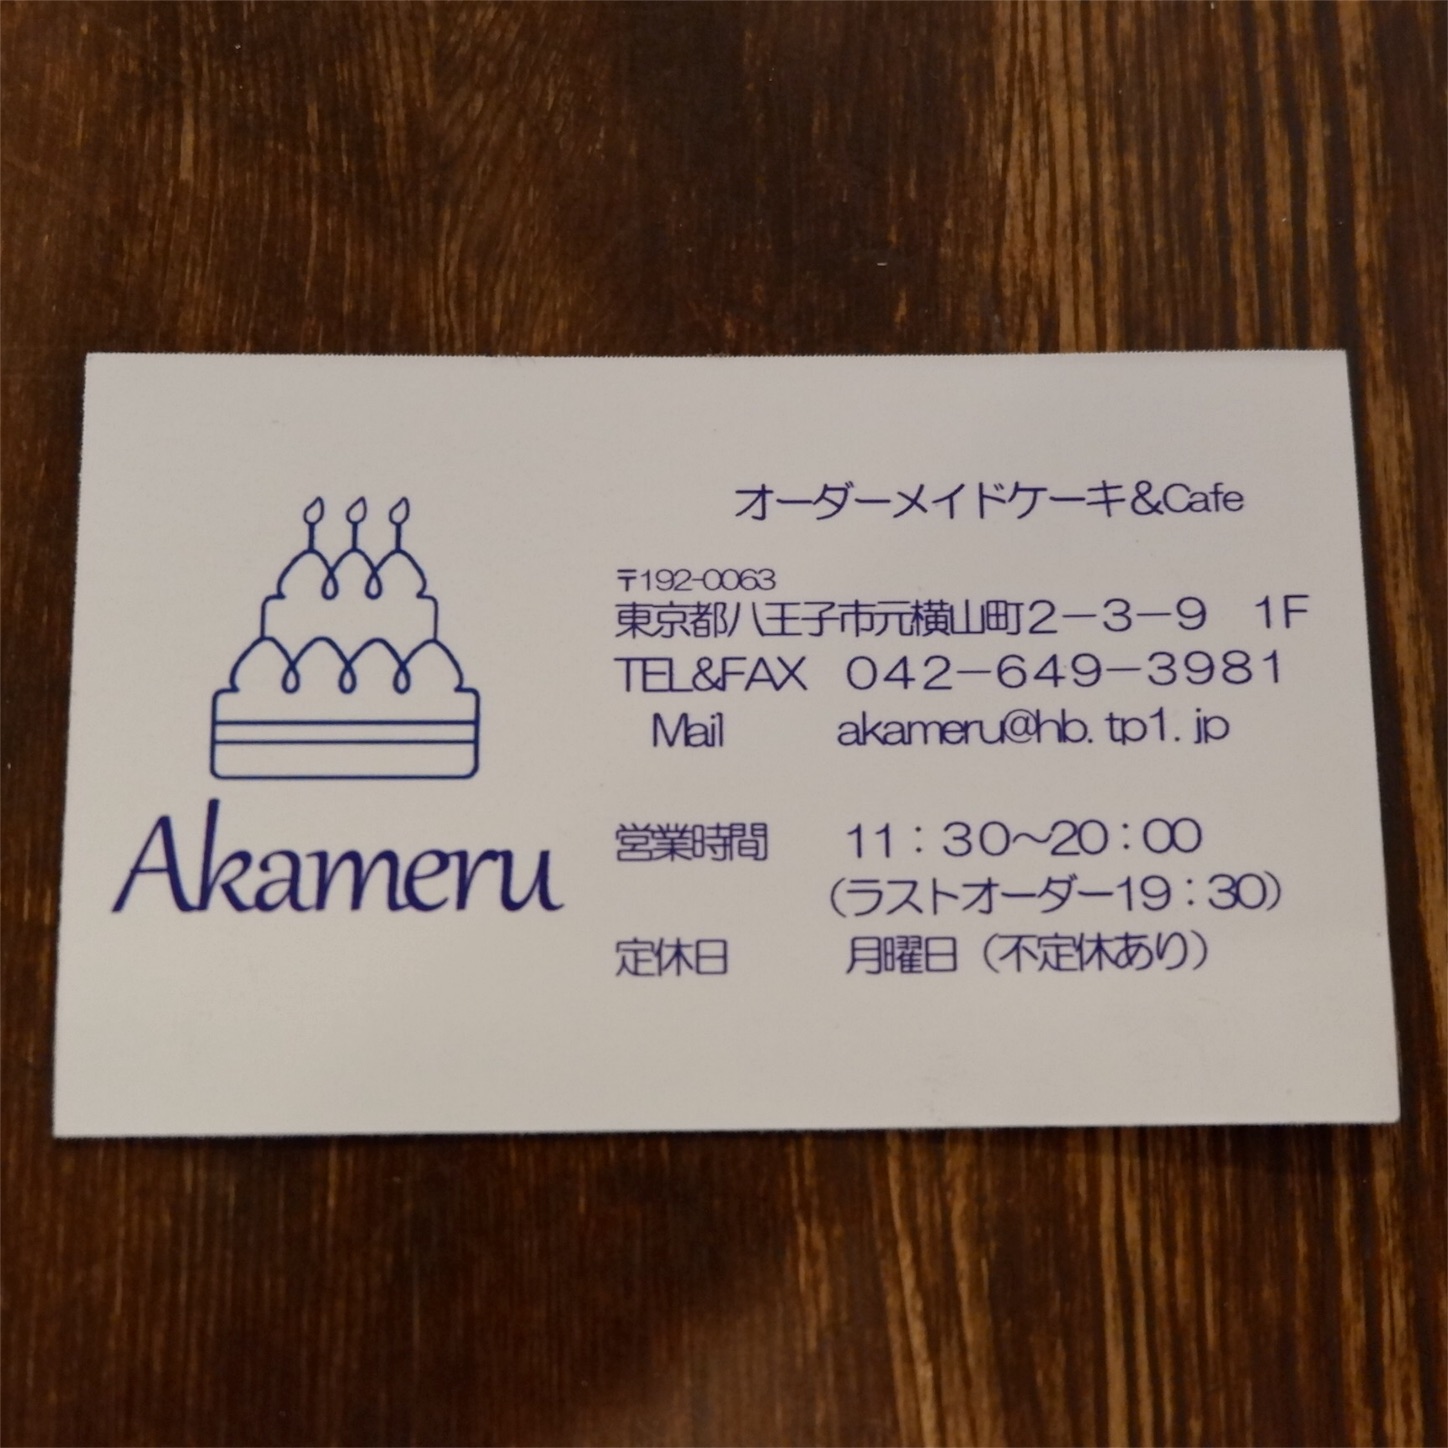 Akameru
オーダーメイドケーキ&Cafe
〒192-0063
東京都八王子市元横山町2-3-9　1F
TEL&FAX　042-649-3981
Mail　akameru@hb.tp1.jp
営業時間　11：30～20：00
（ラストオーダー19：30）
定休日　月曜日（不定休あり）